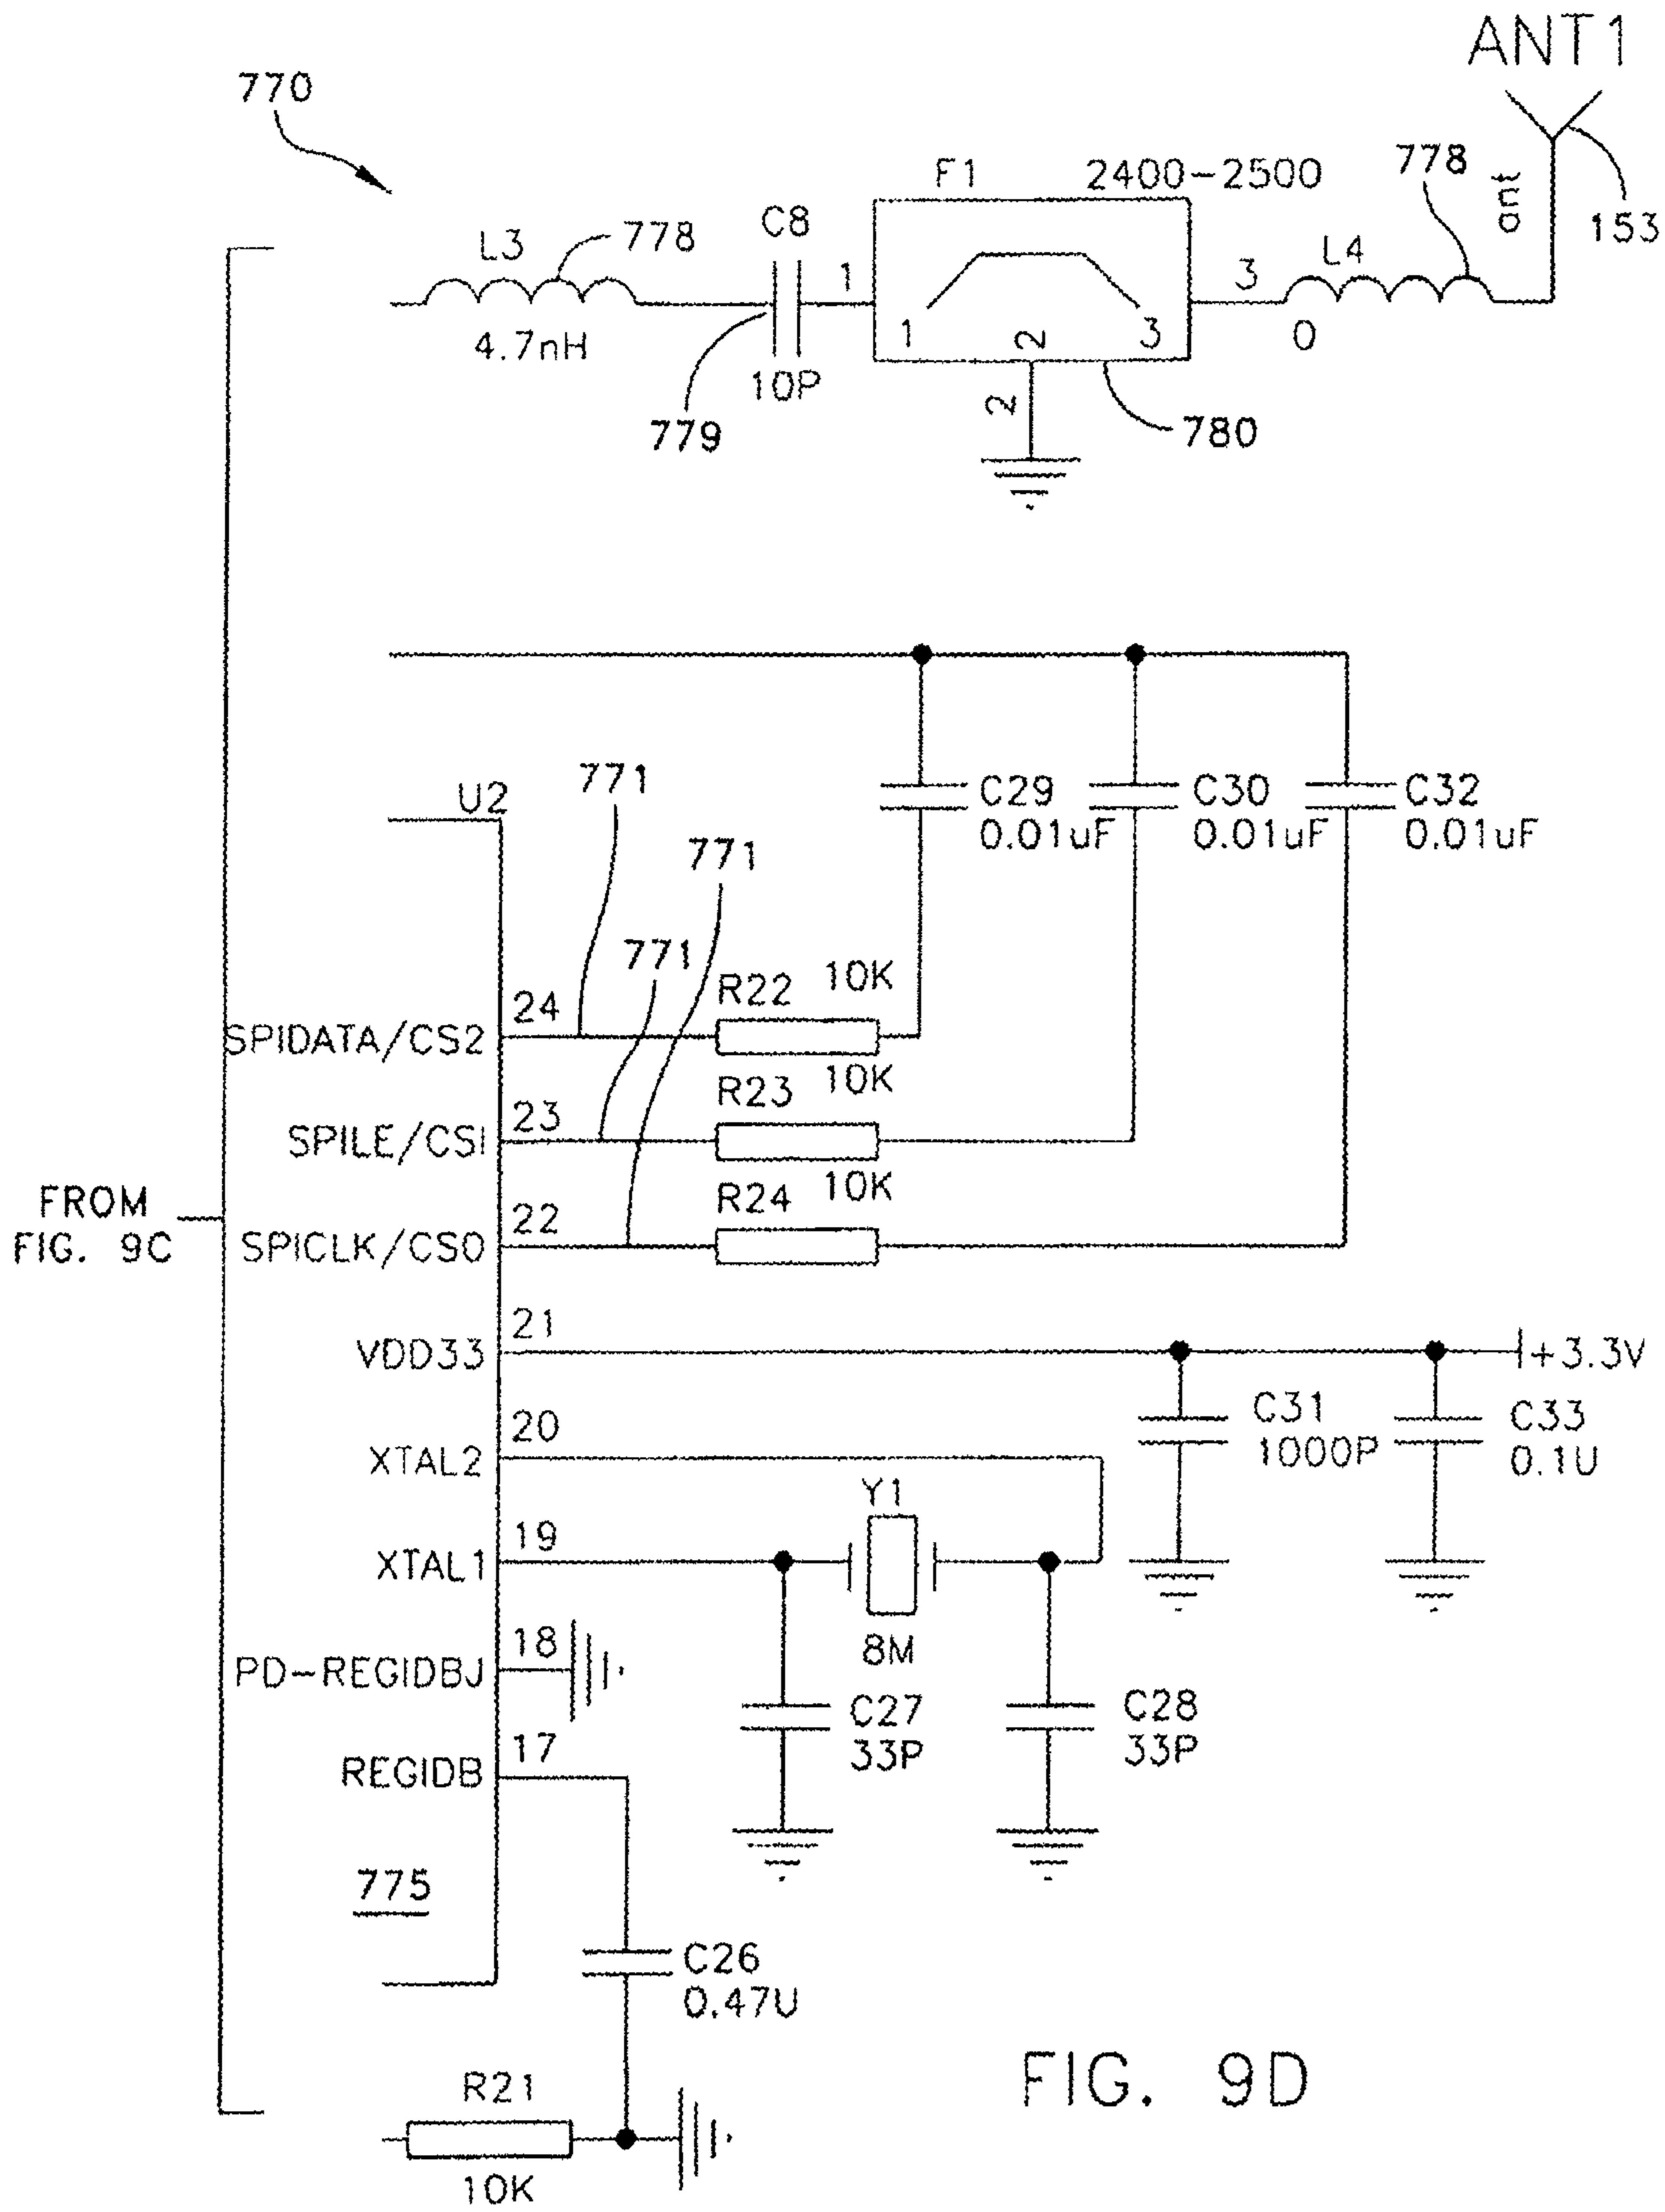 ANT1
770
F1
2400-2500
778
ant
153
L3
778
C8
1
3
L4
1
2
3
0
4.7nH
10P
2
779
780
771
U2
C29
0.01uF
C30
0.01uF
C32
0.01uF
771
771
24
R22
10K
SPIDATA/CS2
23
R23
10K
SPILE/CSI
FROM
FIG. 9C
22
R24
10K
SPICLK/CS0
21
VDD33
+3.3V
20
XTAL2
C31
1000P
C33
0.1U
Y1
19
XTAL1
8M
18
PD-REGIDBJ
C27
33P
C28
33P
17
REGIDB
775
C26
0.47U
R21
10K
FIG. 9D